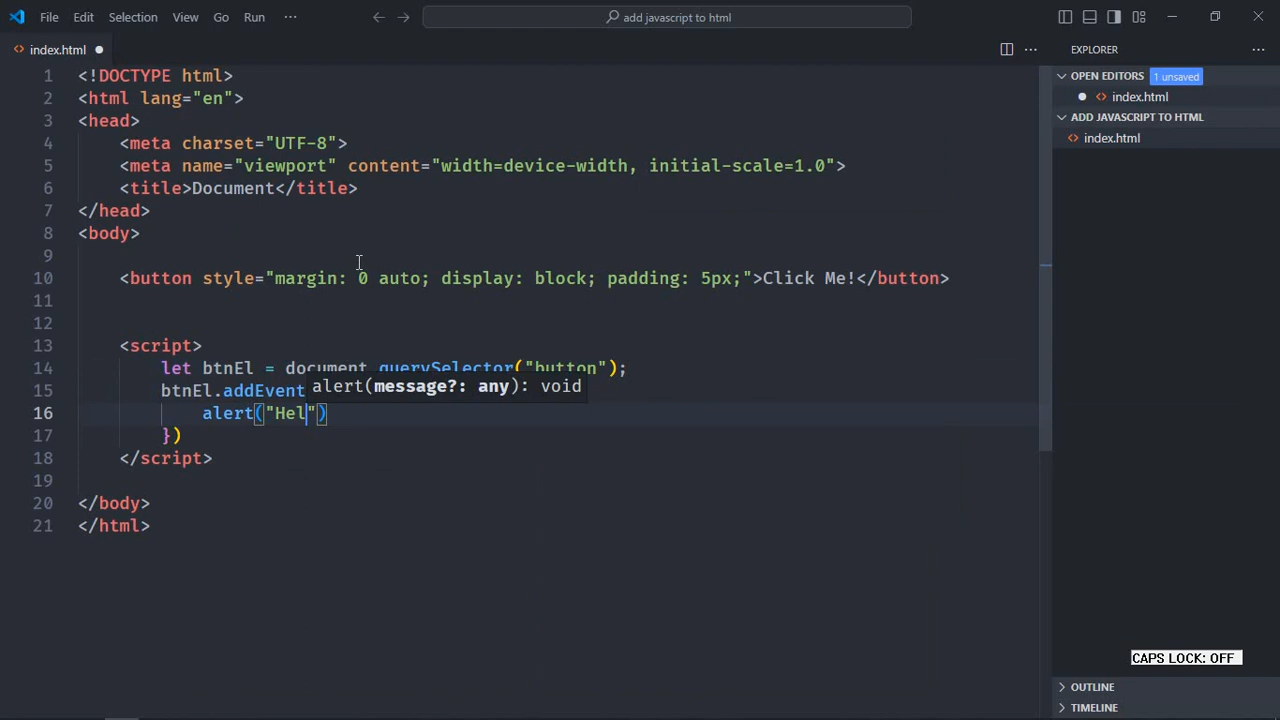 File Edit Selection View Go Run ··· add javascript to html
index.html
EXPLORER
OPEN EDITORS 1 unsaved
index.html
ADD JAVASCRIPT TO HTML
index.html
1 <!DOCTYPE html>
2 <html lang="en">
3 <head>
4 <meta charset="UTF-8">
5 <meta name="viewport" content="width=device-width, initial-scale=1.0">
6 <title>Document</title>
7 </head>
8 <body>
9
10 <button style="margin: 0 auto; display: block; padding: 5px;">Click Me!</button>
11
12
13 <script>
14 let btnEl = document.querySelector("button");
15 btnEl.addEvent
alert(message?: any): void
16 alert("Hel")
17 })
18 </script>
19
20 </body>
21 </html>
CAPS LOCK: OFF
OUTLINE
TIMELINE